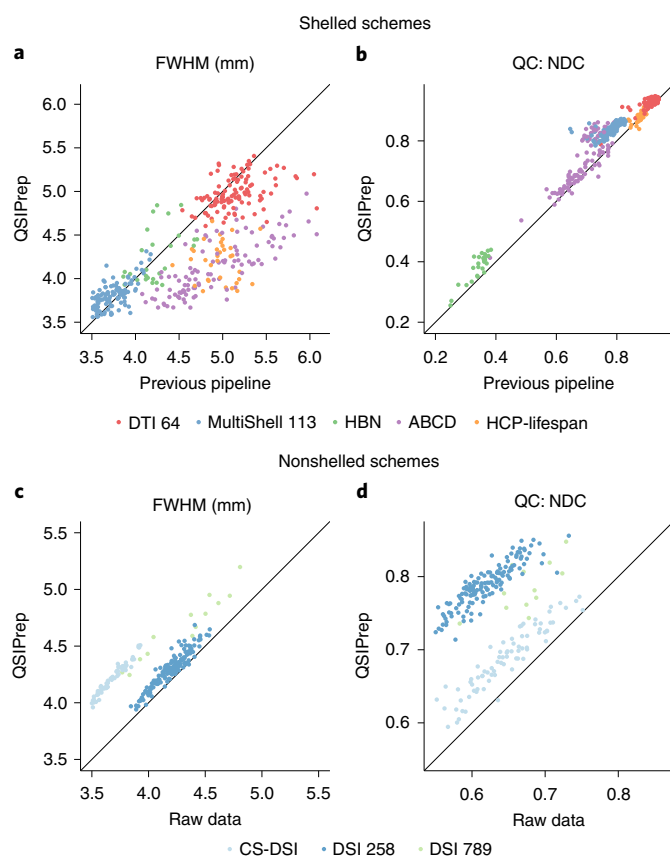 Shelled schemes
a
FWHM (mm)
6.0
5.5
5.0
4.5
4.0
3.5
QSIPrep
3.5 4.0 4.5 5.0 5.5 6.0
Previous pipeline
b
QC: NDC
0.8
0.6
0.4
0.2
QSIPrep
0.2 0.4 0.6 0.8
Previous pipeline
DTI 64 MultiShell 113 HBN ABCD HCP-lifespan
Nonshelled schemes
c
FWHM (mm)
5.5
5.0
4.5
4.0
3.5
QSIPrep
3.5 4.0 4.5 5.0 5.5
Raw data
d
QC: NDC
0.8
0.7
0.6
QSIPrep
0.6 0.7 0.8
Raw data
CS-DSI DSI 258 DSI 789